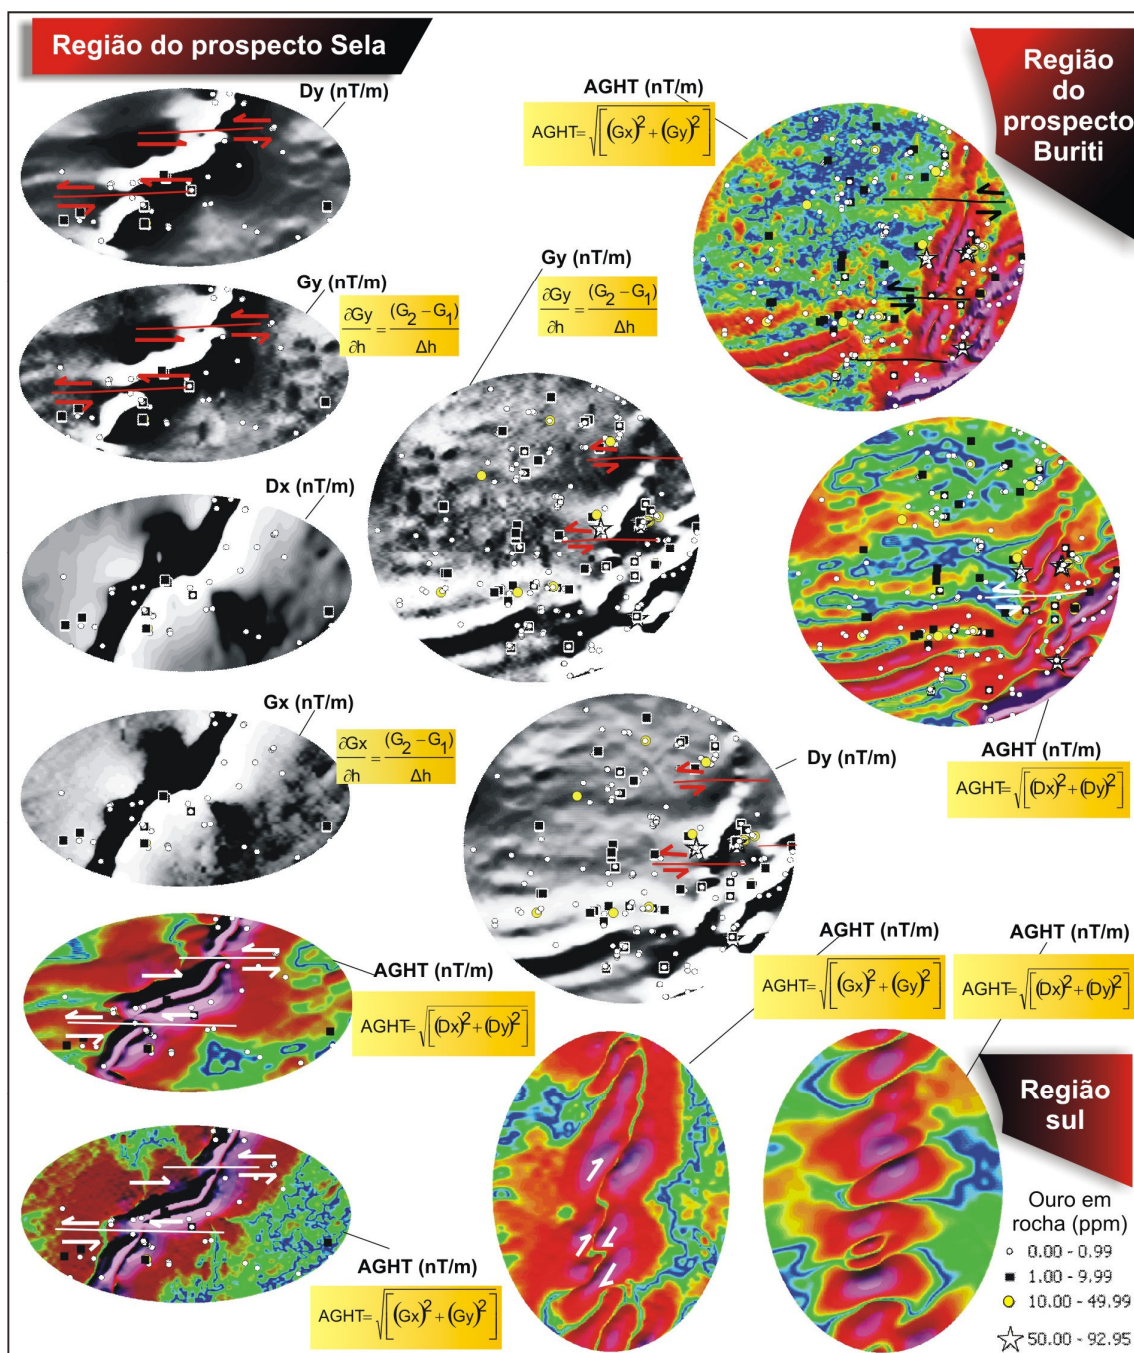 Região do prospecto Sela
Região
do
prospecto
Buriti
Dy (nT/m)
AGHT (nT/m)
AGHT=√[(Gx)²+(Gy)²]
Gy (nT/m)
∂Gy/∂h = (G₂−G₁)/Δh
Gy (nT/m)
∂Gy/∂h = (G₂−G₁)/Δh
Dx (nT/m)
Gx (nT/m)
∂Gx/∂h = (G₂−G₁)/Δh
Dy (nT/m)
AGHT (nT/m)
AGHT=√[(Dx)²+(Dy)²]
AGHT (nT/m)
AGHT=√[(Dx)²+(Dy)²]
AGHT (nT/m)
AGHT=√[(Gx)²+(Gy)²]
AGHT (nT/m)
AGHT=√[(Dx)²+(Dy)²]
AGHT (nT/m)
AGHT=√[(Gx)²+(Gy)²]
Região
sul
Ouro em
rocha (ppm)
0.00 - 0.99
1.00 - 9.99
10.00 - 49.99
50.00 - 92.95